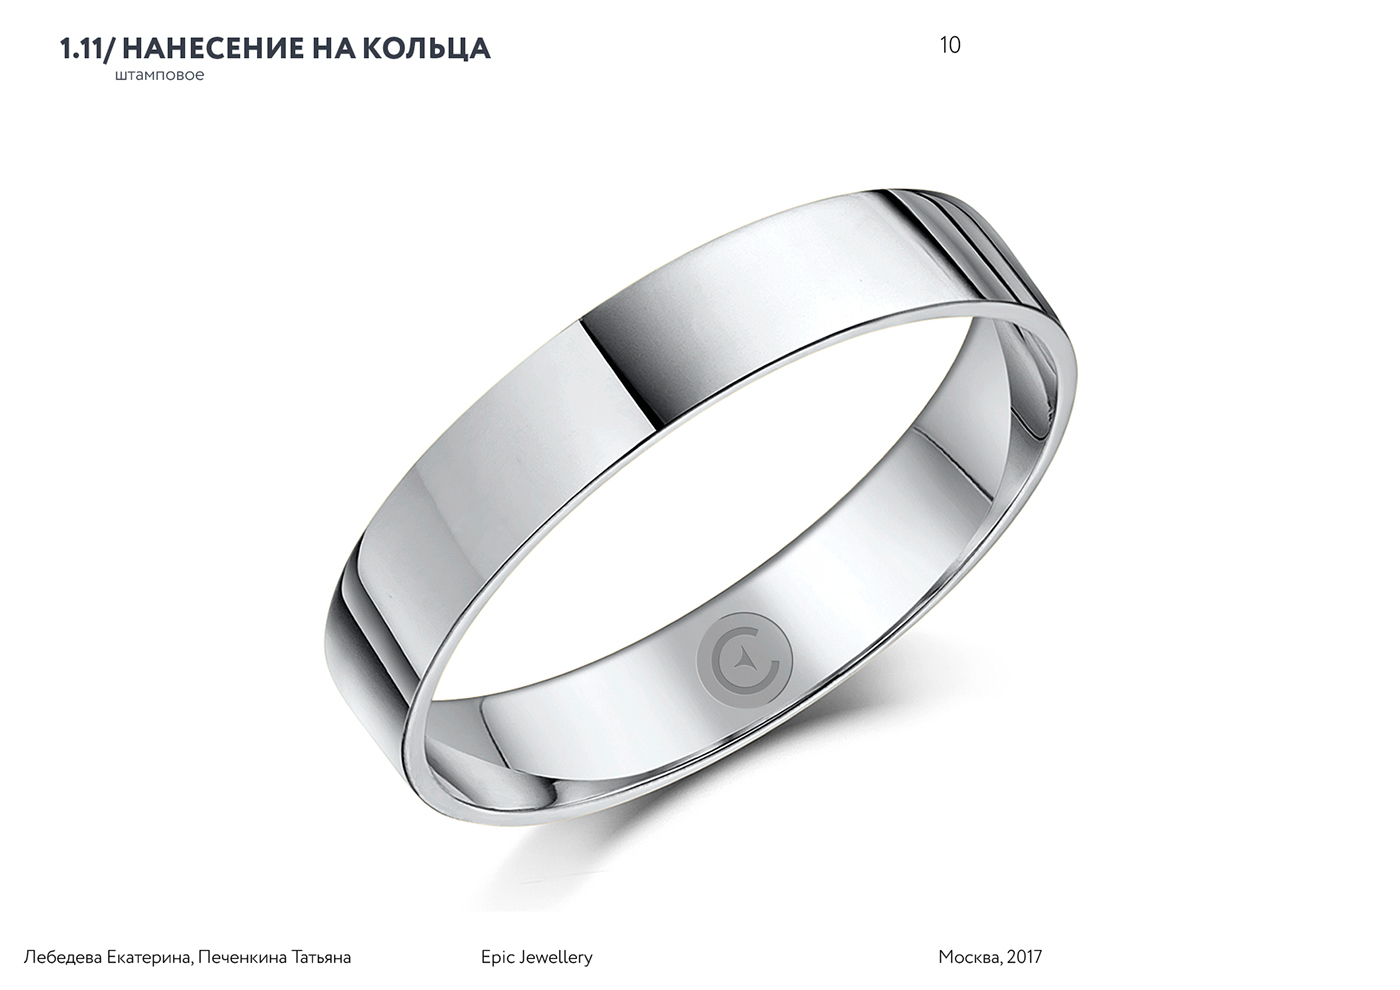 1.11/ НАНЕСЕНИЕ НА КОЛЬЦА
штамповое
10
Лебедева Екатерина, Печенкина Татьяна
Epic Jewellery
Москва, 2017